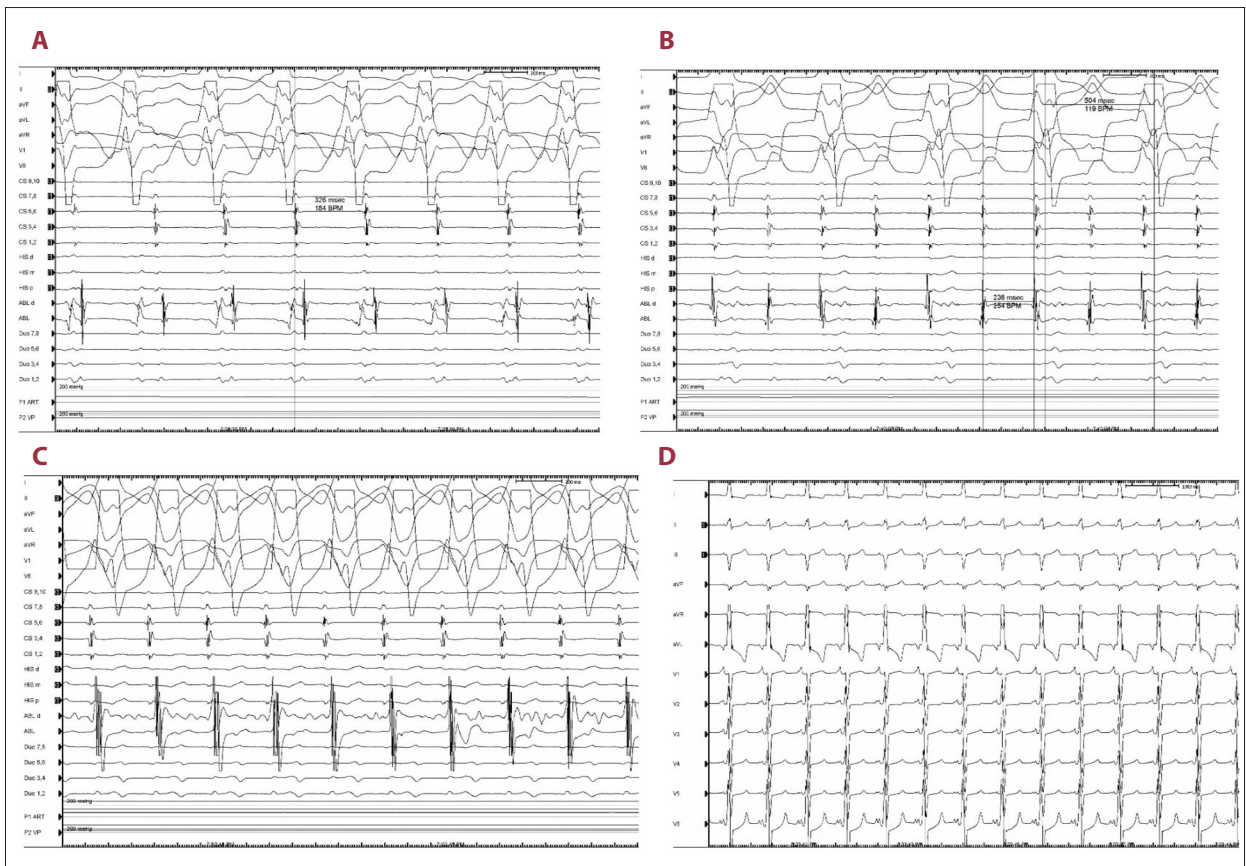 A
I
II
aVF
aVL
aVR
V1
V6
CS 9,10
CS 7,8
CS 5,6
CS 3,4
CS 1,2
HIS d
HIS m
HIS p
ABL d
ABL
Duo 7,8
Duo 5,6
Duo 3,4
Duo 1,2
P1 ART
P2 VP
326 msec
184 BPM
200 mmHg
200 mmHg
B
I
II
aVF
aVL
aVR
V1
V6
CS 9,10
CS 7,8
CS 5,6
CS 3,4
CS 1,2
HIS d
HIS m
HIS p
ABL d
ABL
Duo 7,8
Duo 5,6
Duo 3,4
Duo 1,2
P1 ART
P2 VP
504 msec
119 BPM
236 msec
254 BPM
200 mmHg
200 mmHg
C
I
II
aVF
aVL
aVR
V1
V6
CS 9,10
CS 7,8
CS 5,6
CS 3,4
CS 1,2
HIS d
HIS m
HIS p
ABL d
ABL
Duo 7,8
Duo 5,6
Duo 3,4
Duo 1,2
P1 ART
P2 VP
200 mmHg
200 mmHg
D
I
II
III
aVF
aVR
aVL
V1
V2
V3
V4
V5
V6